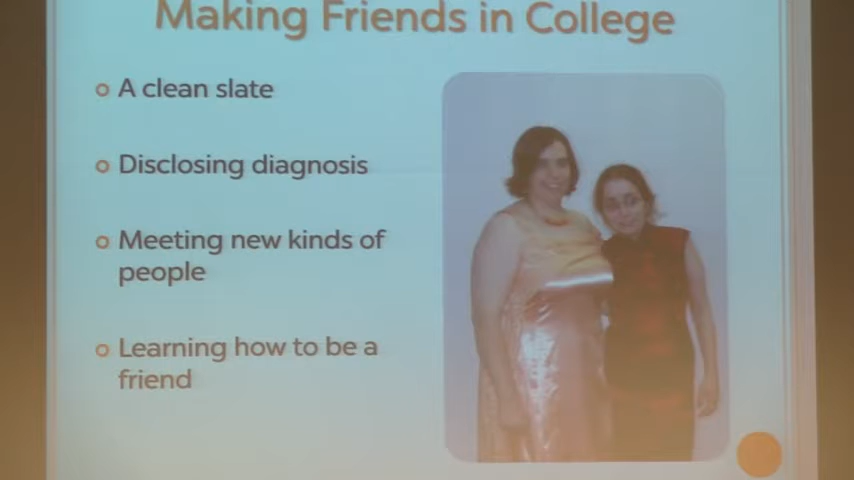 Making Friends in College
A clean slate
Disclosing diagnosis
Meeting new kinds of
people
Learning how to be a
friend